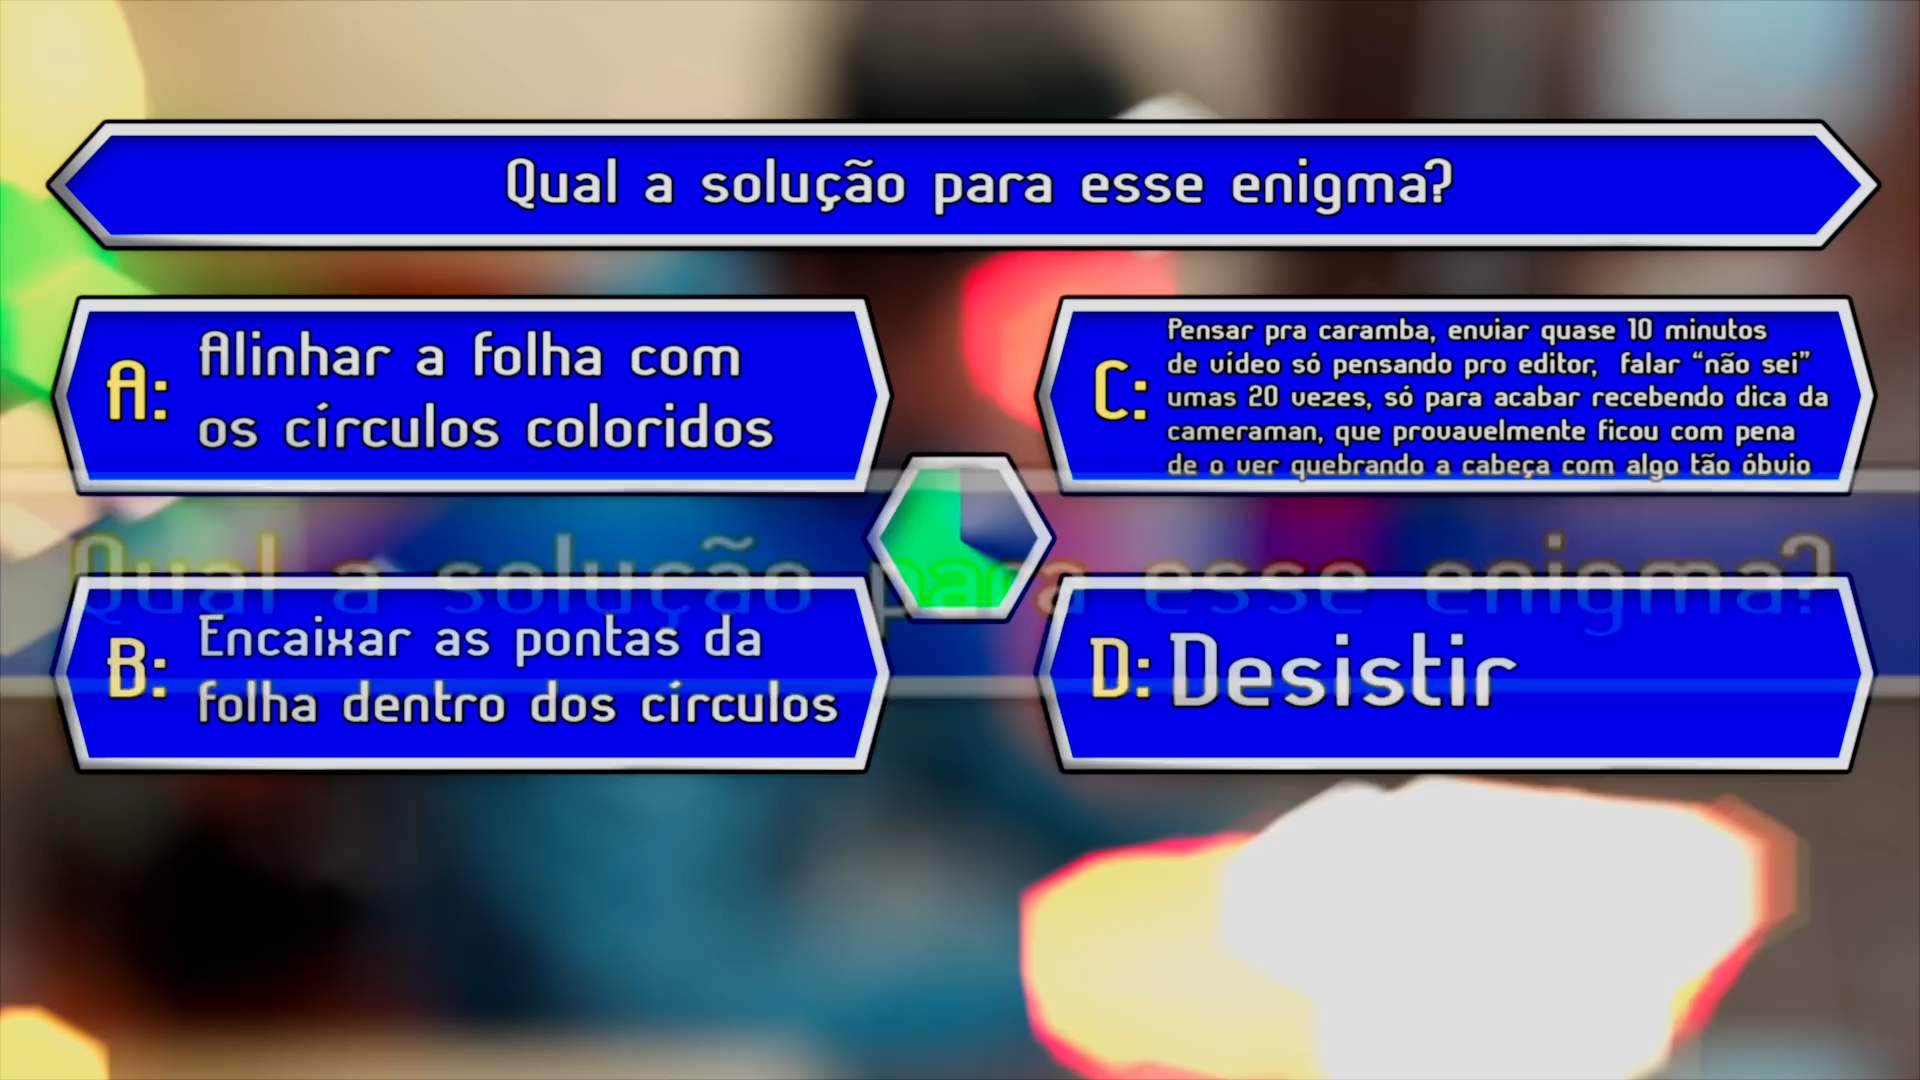 Qual a solução para esse enigma?
A: Alinhar a folha com
os círculos coloridos
B: Encaixar as pontas da
folha dentro dos círculos
C: Pensar pra caramba, enviar quase 10 minutos
de vídeo só pensando pro editor, falar “não sei”
umas 20 vezes, só para acabar recebendo dica da
cameraman, que provavelmente ficou com pena
de o ver quebrando a cabeça com algo tão óbvio
D: Desistir
Qual a solução para esse enigma?